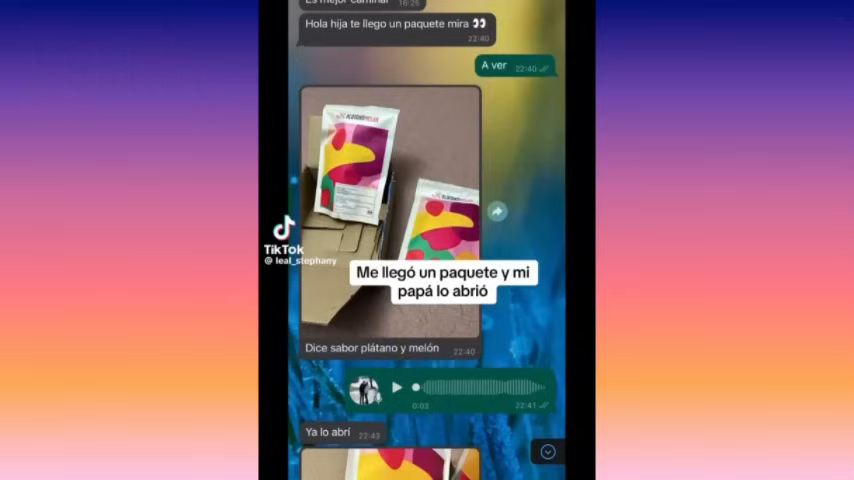 Es mejor caminar 16:25
Hola hija te llego un paquete mira 👀
22:40
A ver 22:40
TikTok
@ leal_stephany
Me llegó un paquete y mi
papá lo abrió
Dice sabor plátano y melón 22:40
0:03 22:41
Ya lo abrí 22:43